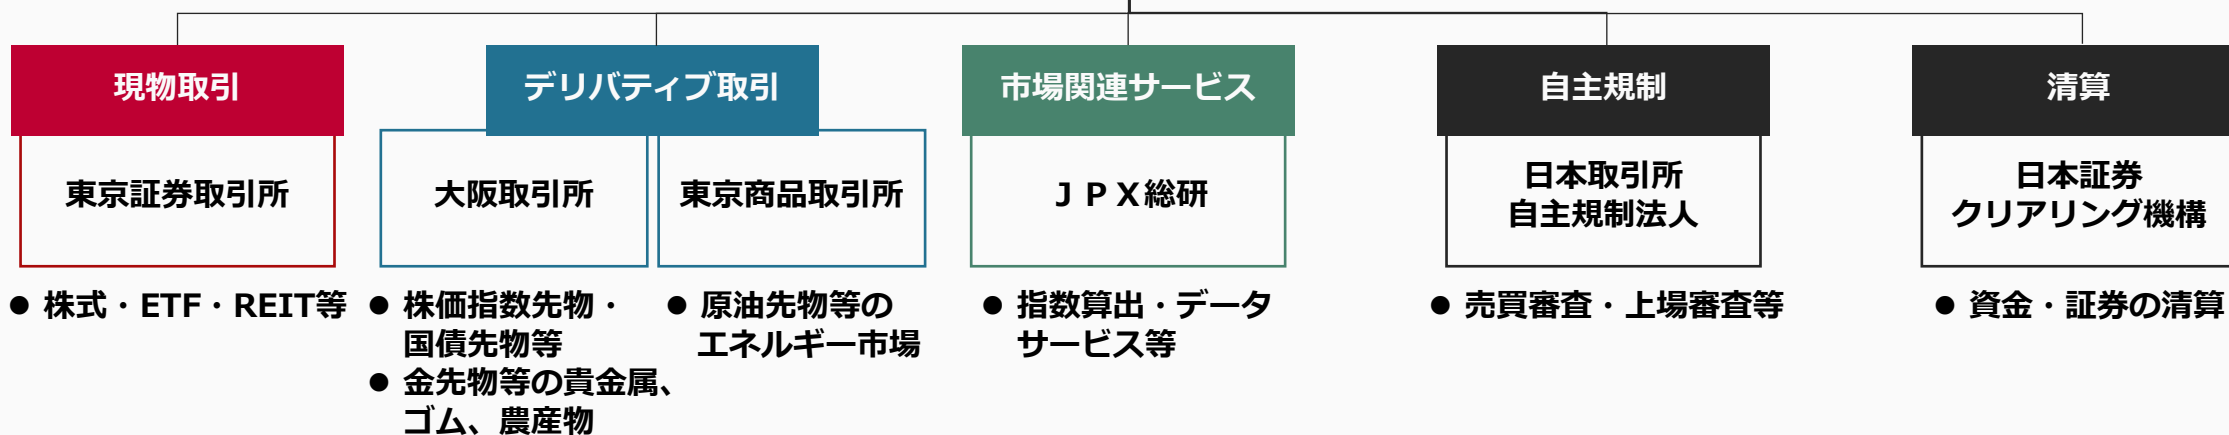 現物取引
東京証券取引所
● 株式・ETF・REIT等
デリバティブ取引
大阪取引所
● 株価指数先物・
国債先物等
● 金先物等の貴金属、
ゴム、農産物
東京商品取引所
● 原油先物等の
エネルギー市場
市場関連サービス
ＪＰＸ総研
● 指数算出・データ
サービス等
自主規制
日本取引所
自主規制法人
● 売買審査・上場審査等
清算
日本証券
クリアリング機構
● 資金・証券の清算